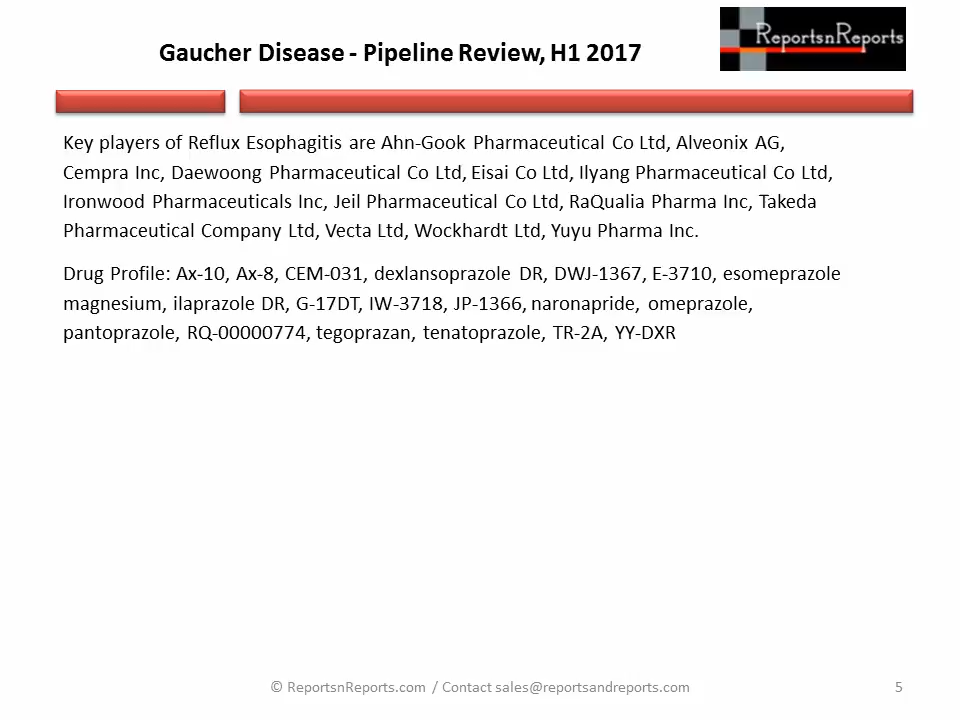 Gaucher Disease - Pipeline Review, H1 2017
ReportsnReports
Key players of Reflux Esophagitis are Ahn-Gook Pharmaceutical Co Ltd, Alveonix AG,
Cempra Inc, Daewoong Pharmaceutical Co Ltd, Eisai Co Ltd, Ilyang Pharmaceutical Co Ltd,
Ironwood Pharmaceuticals Inc, Jeil Pharmaceutical Co Ltd, RaQualia Pharma Inc, Takeda
Pharmaceutical Company Ltd, Vecta Ltd, Wockhardt Ltd, Yuyu Pharma Inc.
Drug Profile: Ax-10, Ax-8, CEM-031, dexlansoprazole DR, DWJ-1367, E-3710, esomeprazole
magnesium, ilaprazole DR, G-17DT, IW-3718, JP-1366, naronapride, omeprazole,
pantoprazole, RQ-00000774, tegoprazan, tenatoprazole, TR-2A, YY-DXR
© ReportsnReports.com / Contact sales@reportsandreports.com
5